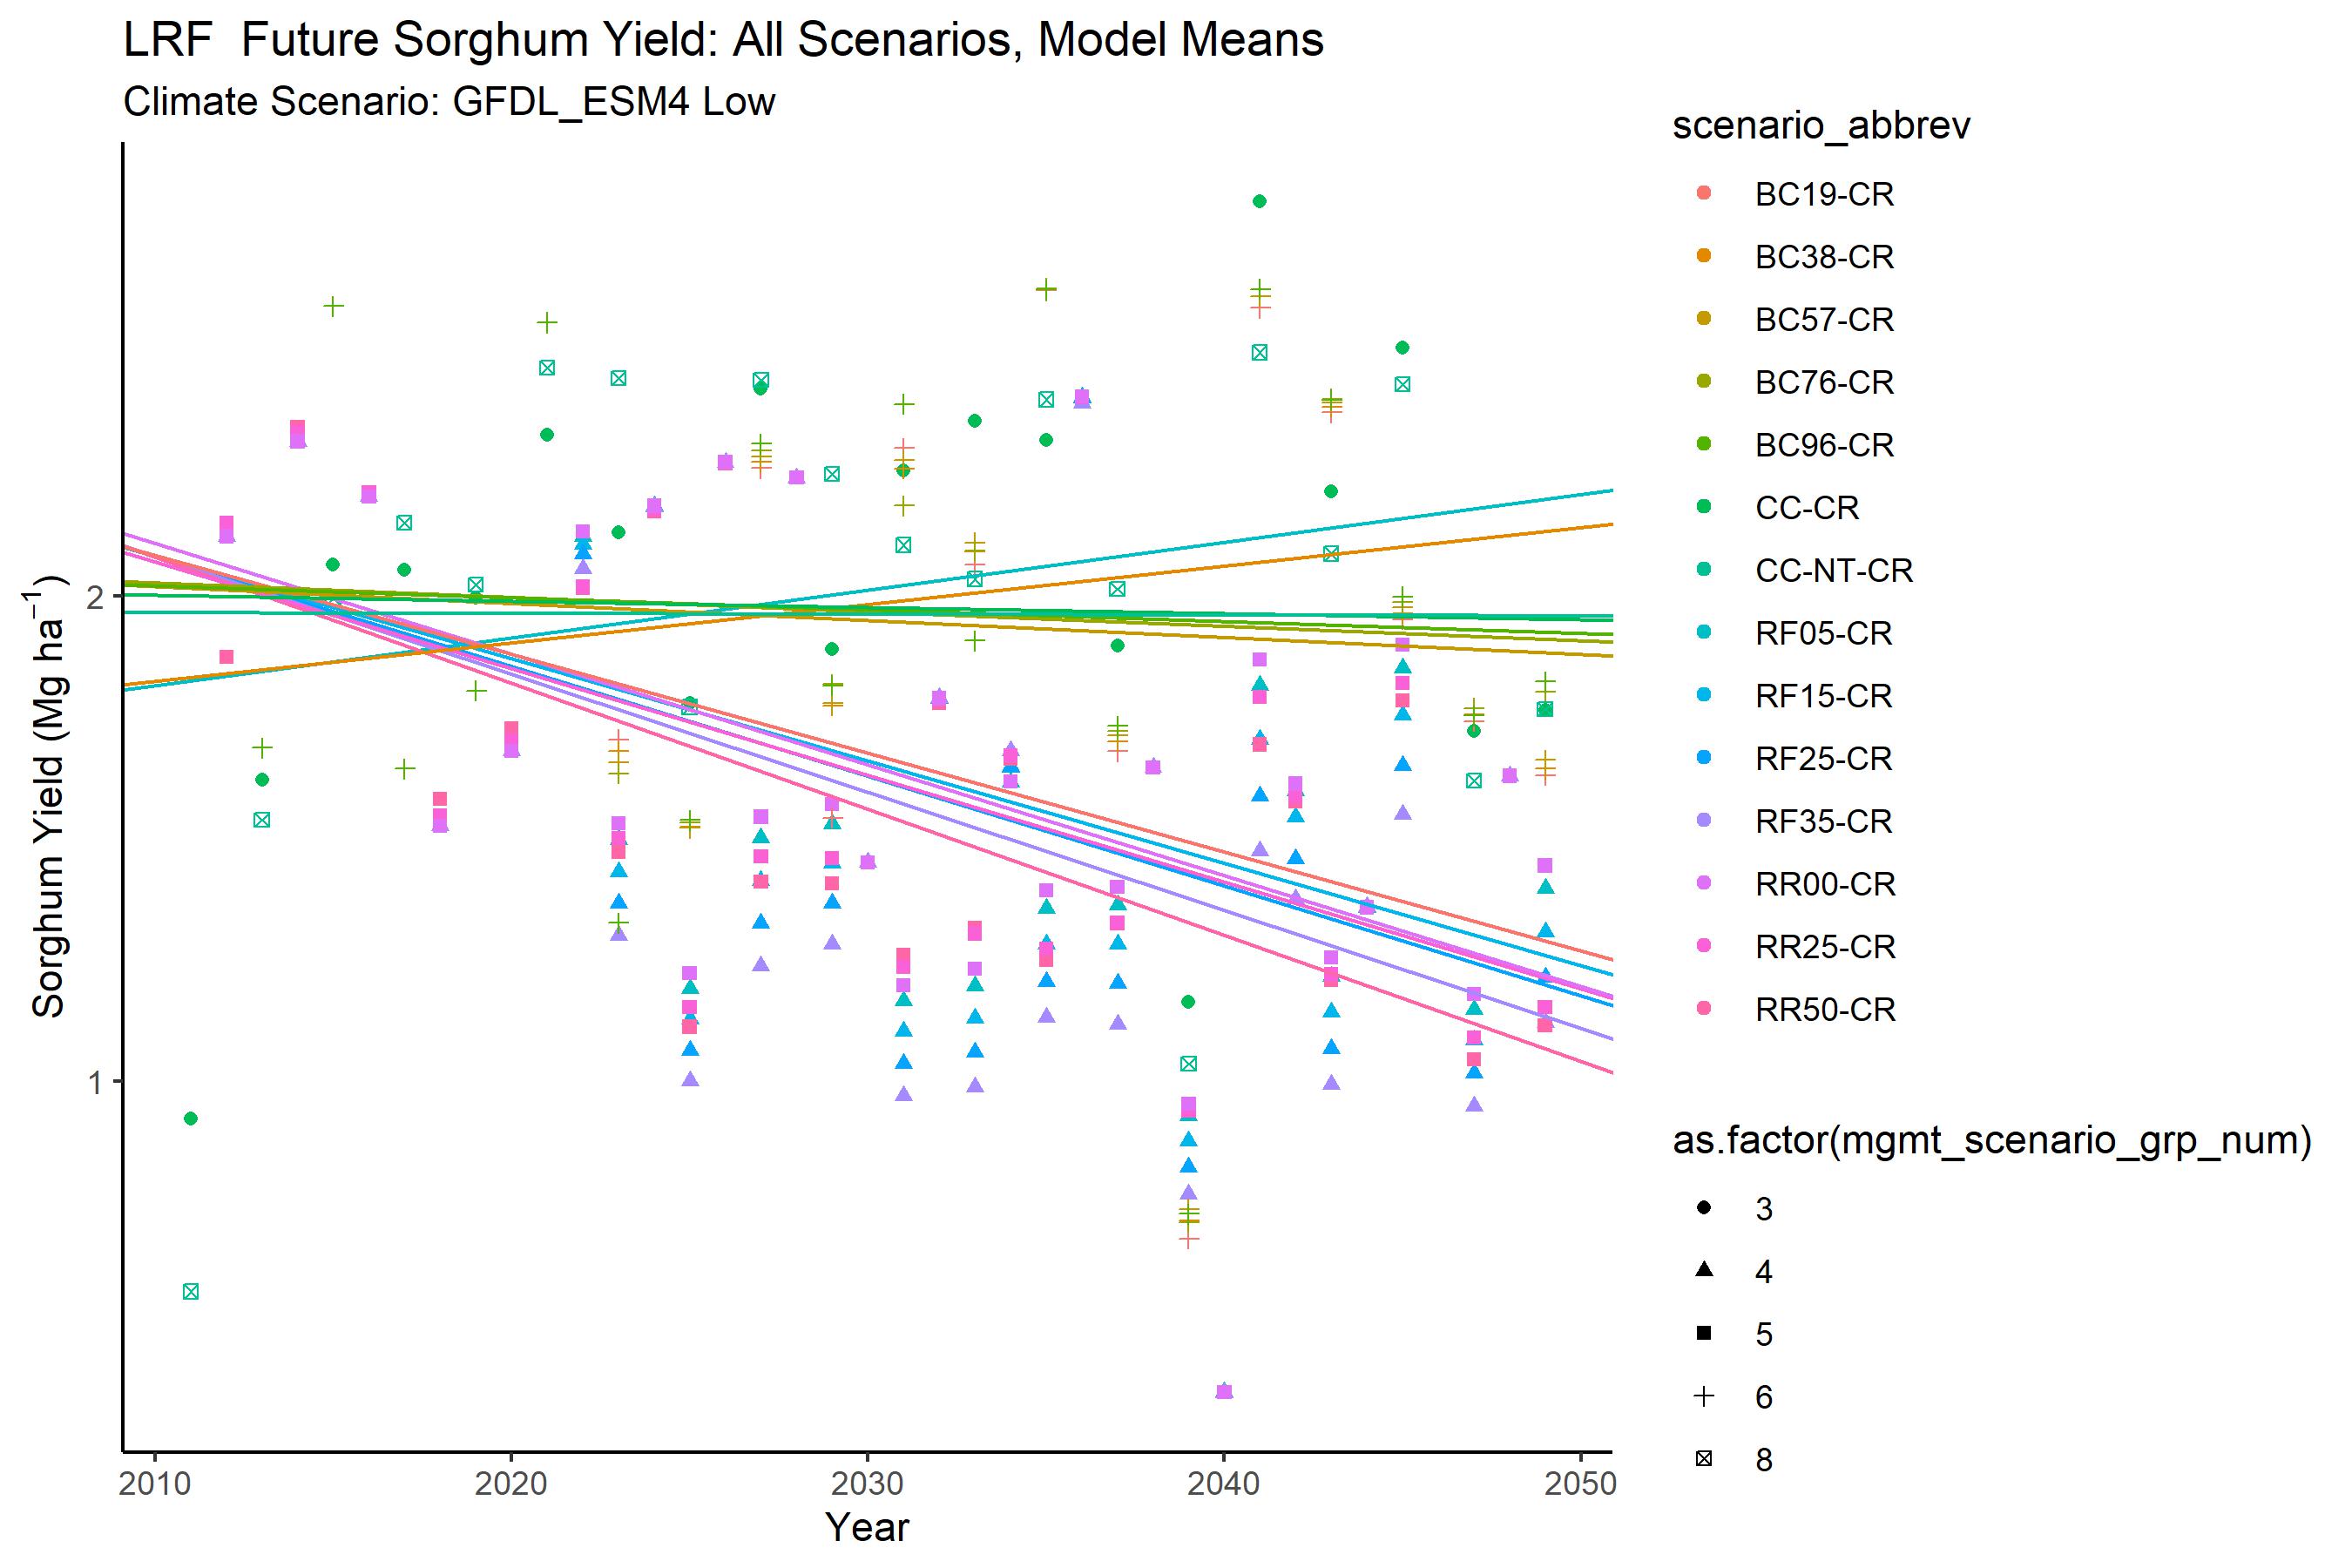 LRF  Future Sorghum Yield: All Scenarios, Model Means
Climate Scenario: GFDL_ESM4 Low
Sorghum Yield (Mg ha⁻¹)
2
1
2010 2020 2030 2040 2050
Year
scenario_abbrev
BC19-CR
BC38-CR
BC57-CR
BC76-CR
BC96-CR
CC-CR
CC-NT-CR
RF05-CR
RF15-CR
RF25-CR
RF35-CR
RR00-CR
RR25-CR
RR50-CR
as.factor(mgmt_scenario_grp_num)
3
4
5
6
8